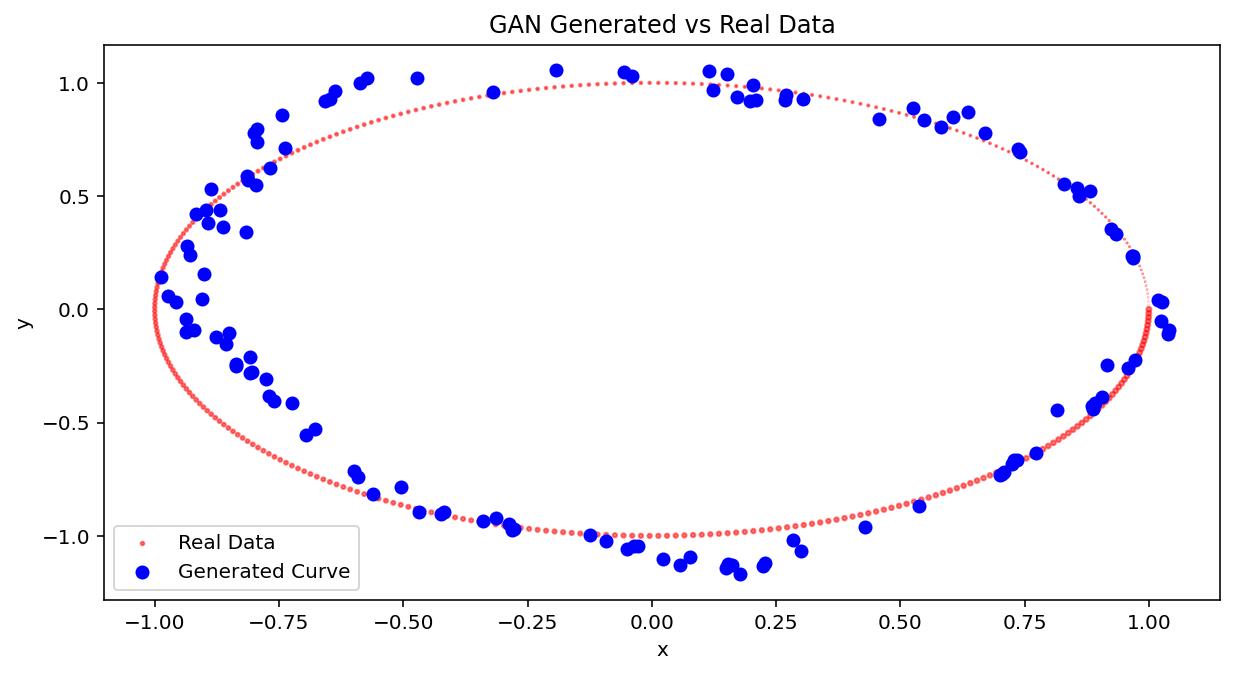 GAN Generated vs Real Data
1.0
0.5
0.0
−0.5
−1.0
y
Real Data
Generated Curve
−1.00 −0.75 −0.50 −0.25 0.00 0.25 0.50 0.75 1.00
x